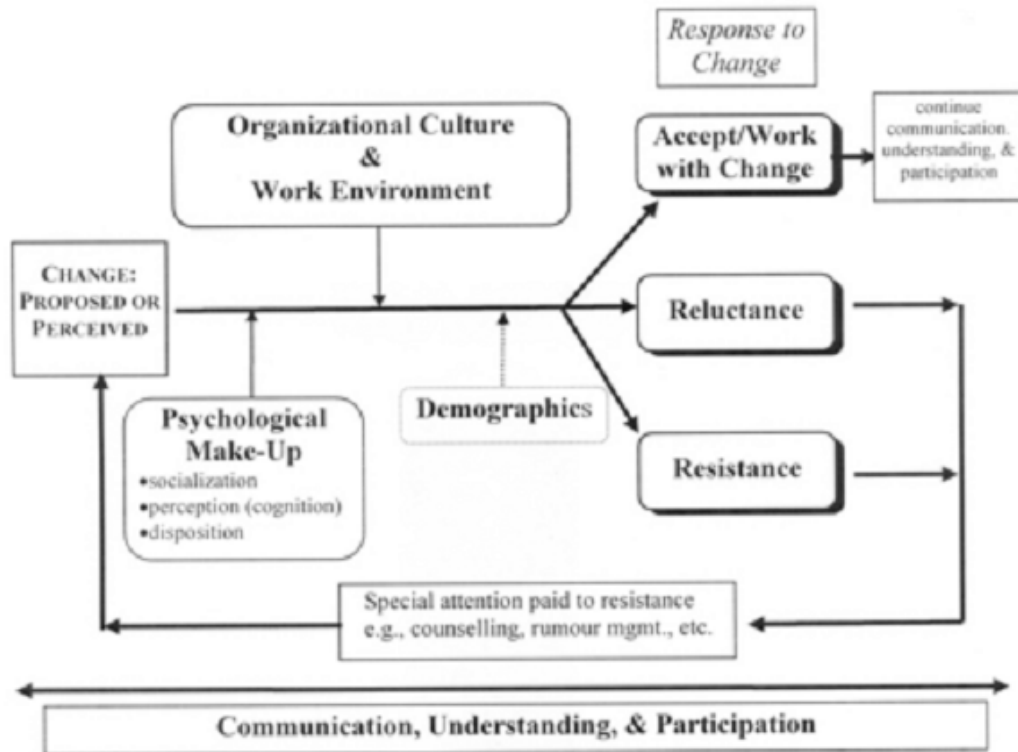 Response to
Change
Organizational Culture
&
Work Environment
Accept/Work
with Change
continue
communication.
understanding, &
participation
CHANGE:
PROPOSED OR
PERCEIVED
Reluctance
Demographics
Psychological
Make-Up
•socialization
•perception (cognition)
•disposition
Resistance
Special attention paid to resistance
e.g., counselling, rumour mgmt., etc.
Communication, Understanding, & Participation